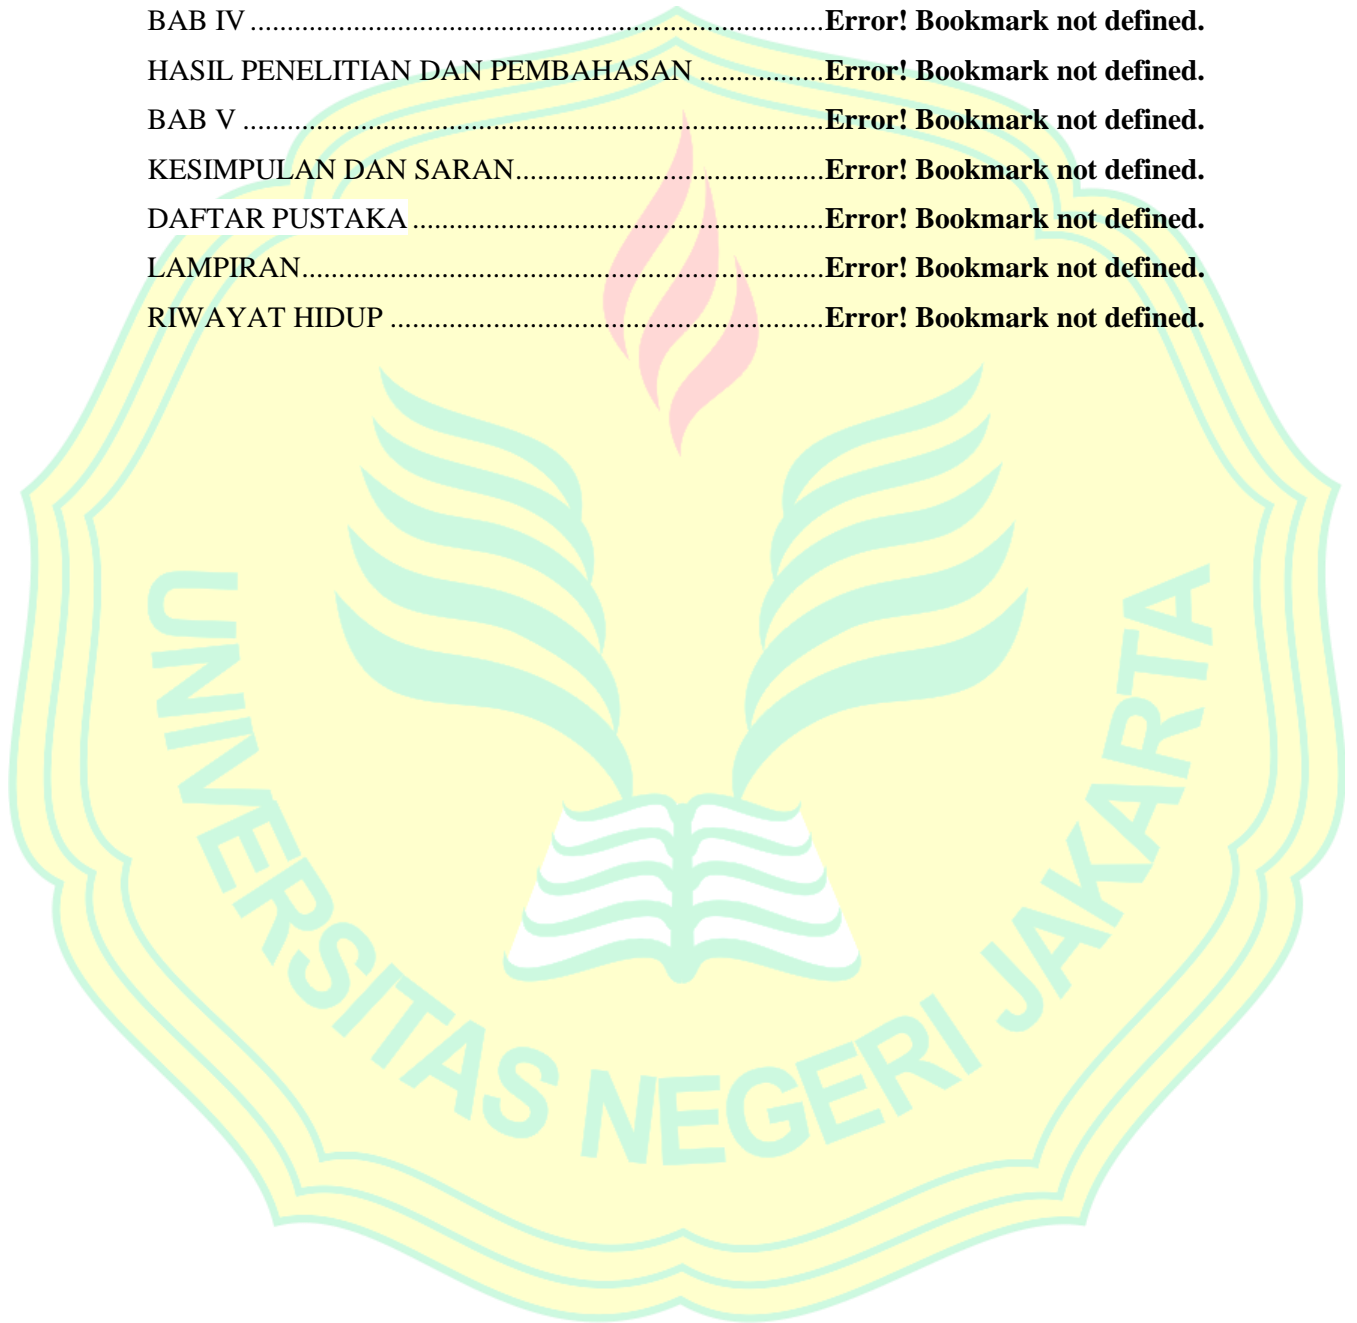 BAB IV ............................................................................Error! Bookmark not defined.
HASIL PENELITIAN DAN PEMBAHASAN ................Error! Bookmark not defined.
BAB V .............................................................................Error! Bookmark not defined.
KESIMPULAN DAN SARAN.........................................Error! Bookmark not defined.
DAFTAR PUSTAKA .......................................................Error! Bookmark not defined.
LAMPIRAN......................................................................Error! Bookmark not defined.
RIWAYAT HIDUP ..........................................................Error! Bookmark not defined.
UNIVERSITAS NEGERI JAKARTA